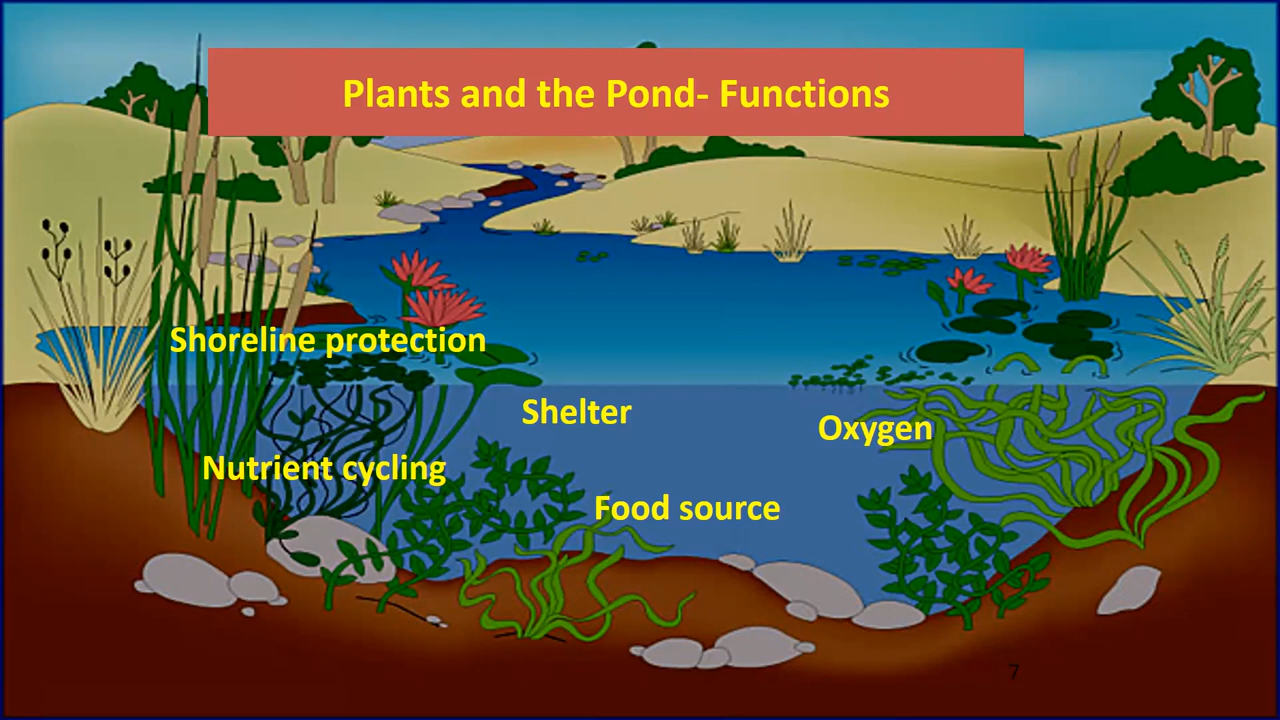 Plants and the Pond- Functions
Shoreline protection
Shelter
Oxygen
Nutrient cycling
Food source
7